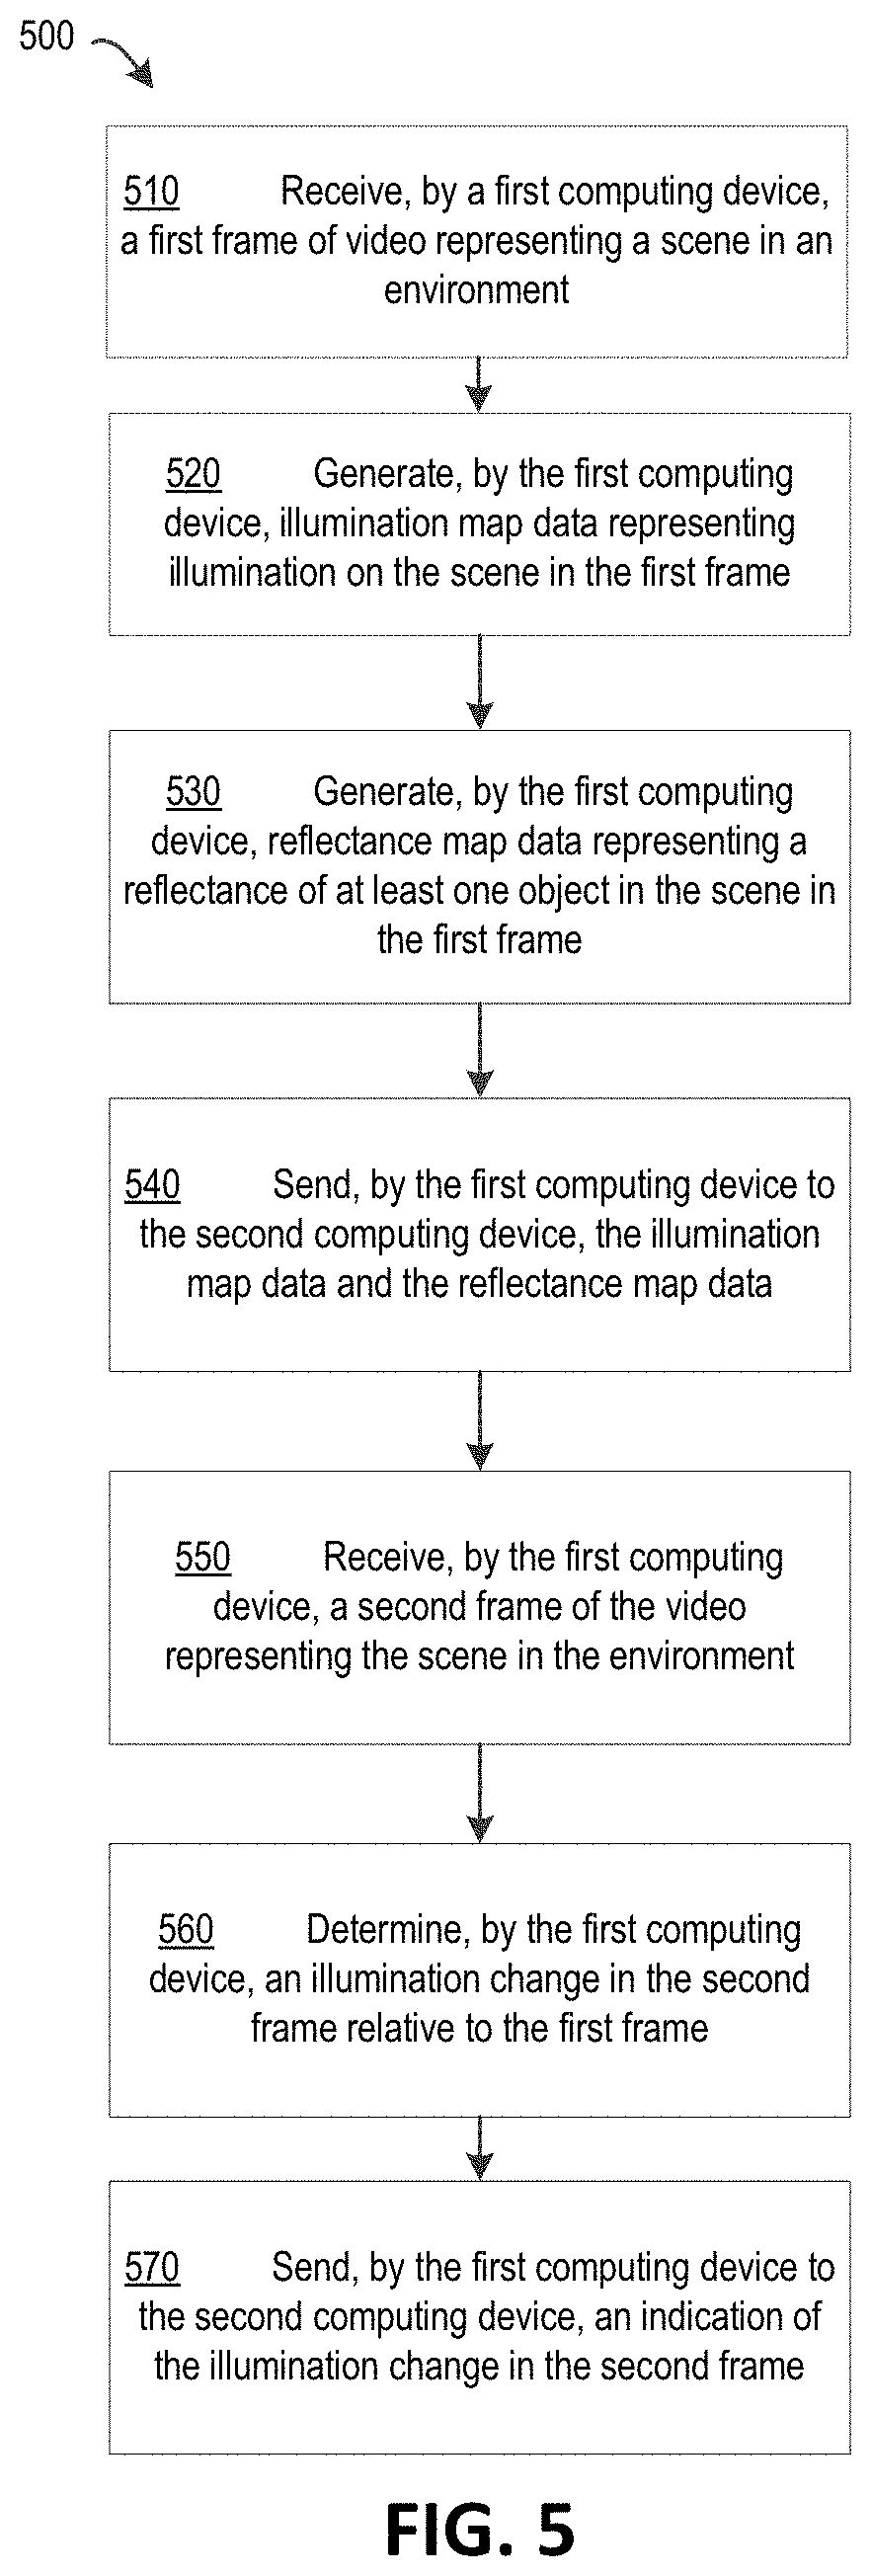 500
510 Receive, by a first computing device,
a first frame of video representing a scene in an
environment
520 Generate, by the first computing
device, illumination map data representing
illumination on the scene in the first frame
530 Generate, by the first computing
device, reflectance map data representing a
reflectance of at least one object in the scene in
the first frame
540 Send, by the first computing device to
the second computing device, the illumination
map data and the reflectance map data
550 Receive, by the first computing
device, a second frame of the video
representing the scene in the environment
560 Determine, by the first computing
device, an illumination change in the second
frame relative to the first frame
570 Send, by the first computing device to
the second computing device, an indication of
the illumination change in the second frame
FIG. 5